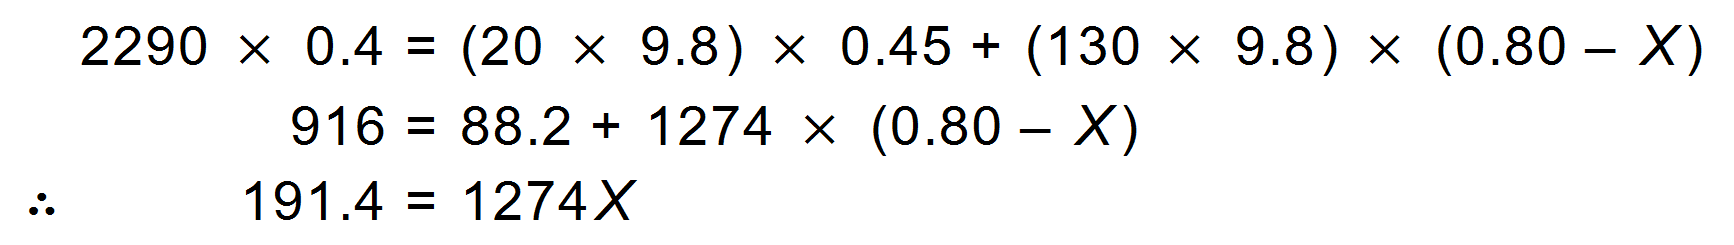 2290 × 0.4 = (20 × 9.8) × 0.45 + (130 × 9.8) × (0.80 – X)
916 = 88.2 + 1274 × (0.80 – X)
∴ 191.4 = 1274X